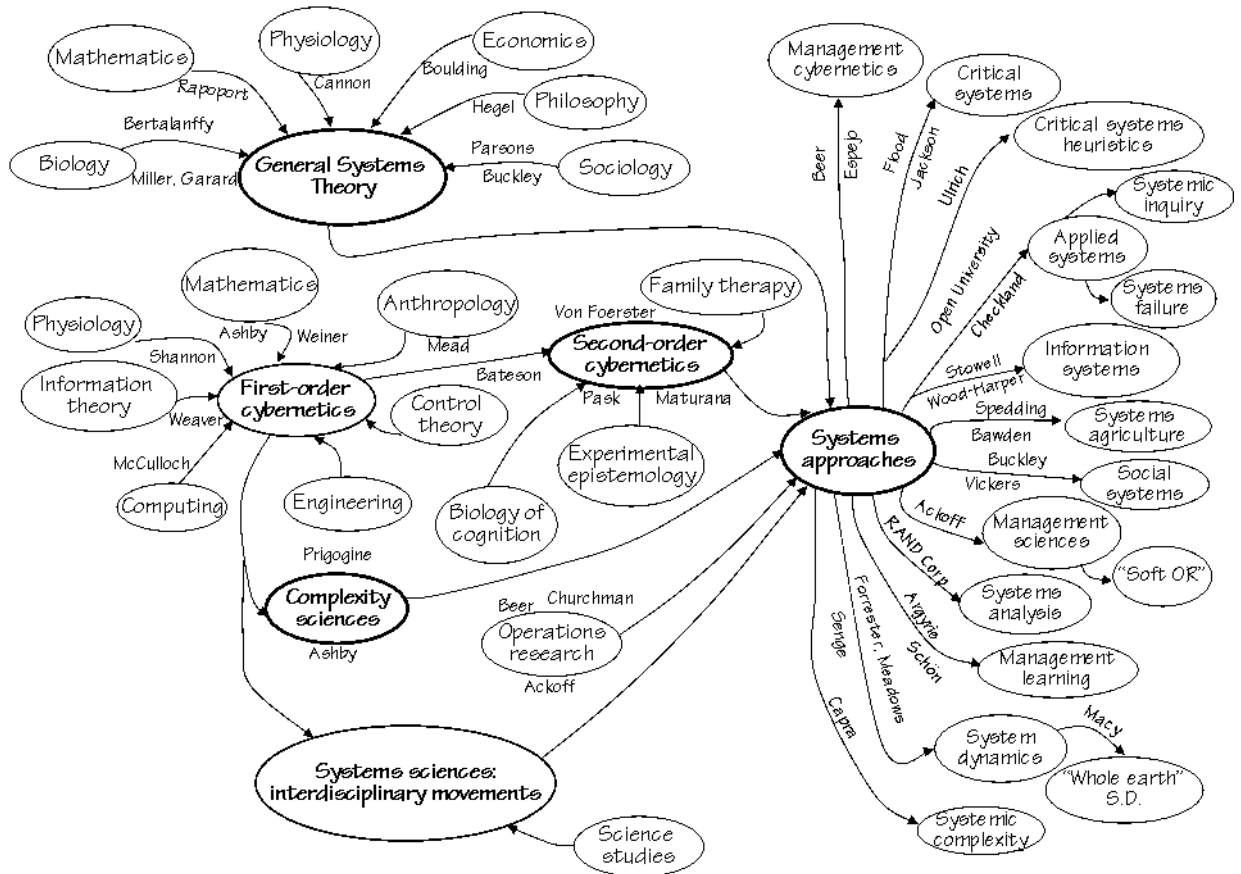 Physiology
Economics
Mathematics
Boulding
Cannon
Rapoport
Hegel
Philosophy
Bertalanffy
General Systems
Theory
Parsons
Biology
Sociology
Miller, Garard
Buckley
Management
cybernetics
Critical
systems
Critical systems
heuristics
Systemic
inquiry
Applied
systems
Systems
failure
Beer
Espejo
Flood
Jackson
Ulrich
Open University
Checkland
Mathematics
Anthropology
Family therapy
Physiology
Ashby
Weiner
Von Foerster
Shannon
Mead
Second-order
cybernetics
Information
theory
First-order
cybernetics
Bateson
Weaver
Control
theory
Pask
Maturana
McCulloch
Experimental
epistemology
Computing
Engineering
Biology of
cognition
Systems
approaches
Stowell
Wood-Harper
Information
systems
Spedding
Bawden
Systems
agriculture
Buckley
Vickers
Social
systems
Ackoff
Management
sciences
"Soft OR"
RAND Corp
Systems
analysis
Argyrie
Schön
Management
learning
Forrester, Meadows
System
dynamics
Macy
"Whole earth"
S.D.
Senge
Capra
Systemic
complexity
Prigogine
Complexity
sciences
Ashby
Beer
Churchman
Operations
research
Ackoff
Systems sciences:
interdisciplinary movements
Science
studies